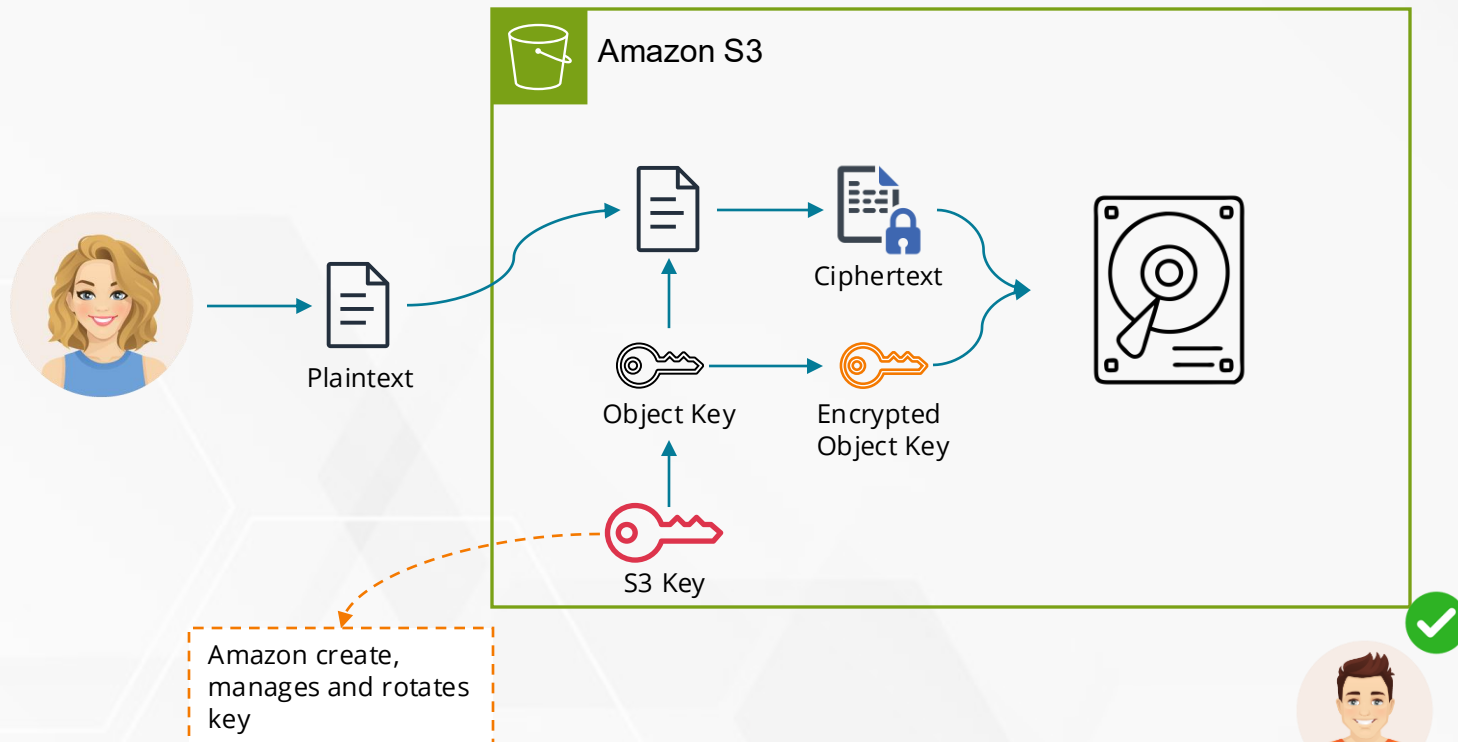 Amazon S3
Ciphertext
Plaintext
Object Key
Encrypted
Object Key
S3 Key
Amazon create,
manages and rotates
key